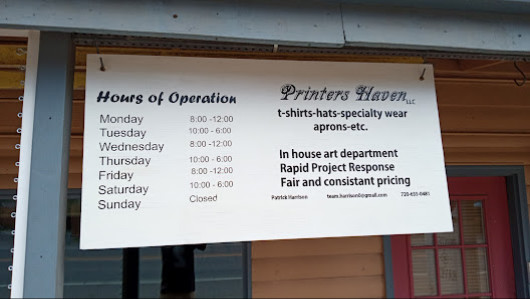 Hours of Operation
Monday 8:00 -12:00
Tuesday 10:00 - 6:00
Wednesday 8:00 -12:00
Thursday 10:00 - 6:00
Friday 8:00 -12:00
Saturday 10:00 - 6:00
Sunday Closed
Printers Haven LLC
t-shirts-hats-specialty wear
aprons-etc.
In house art department
Rapid Project Response
Fair and consistant pricing
Patrick Harrison